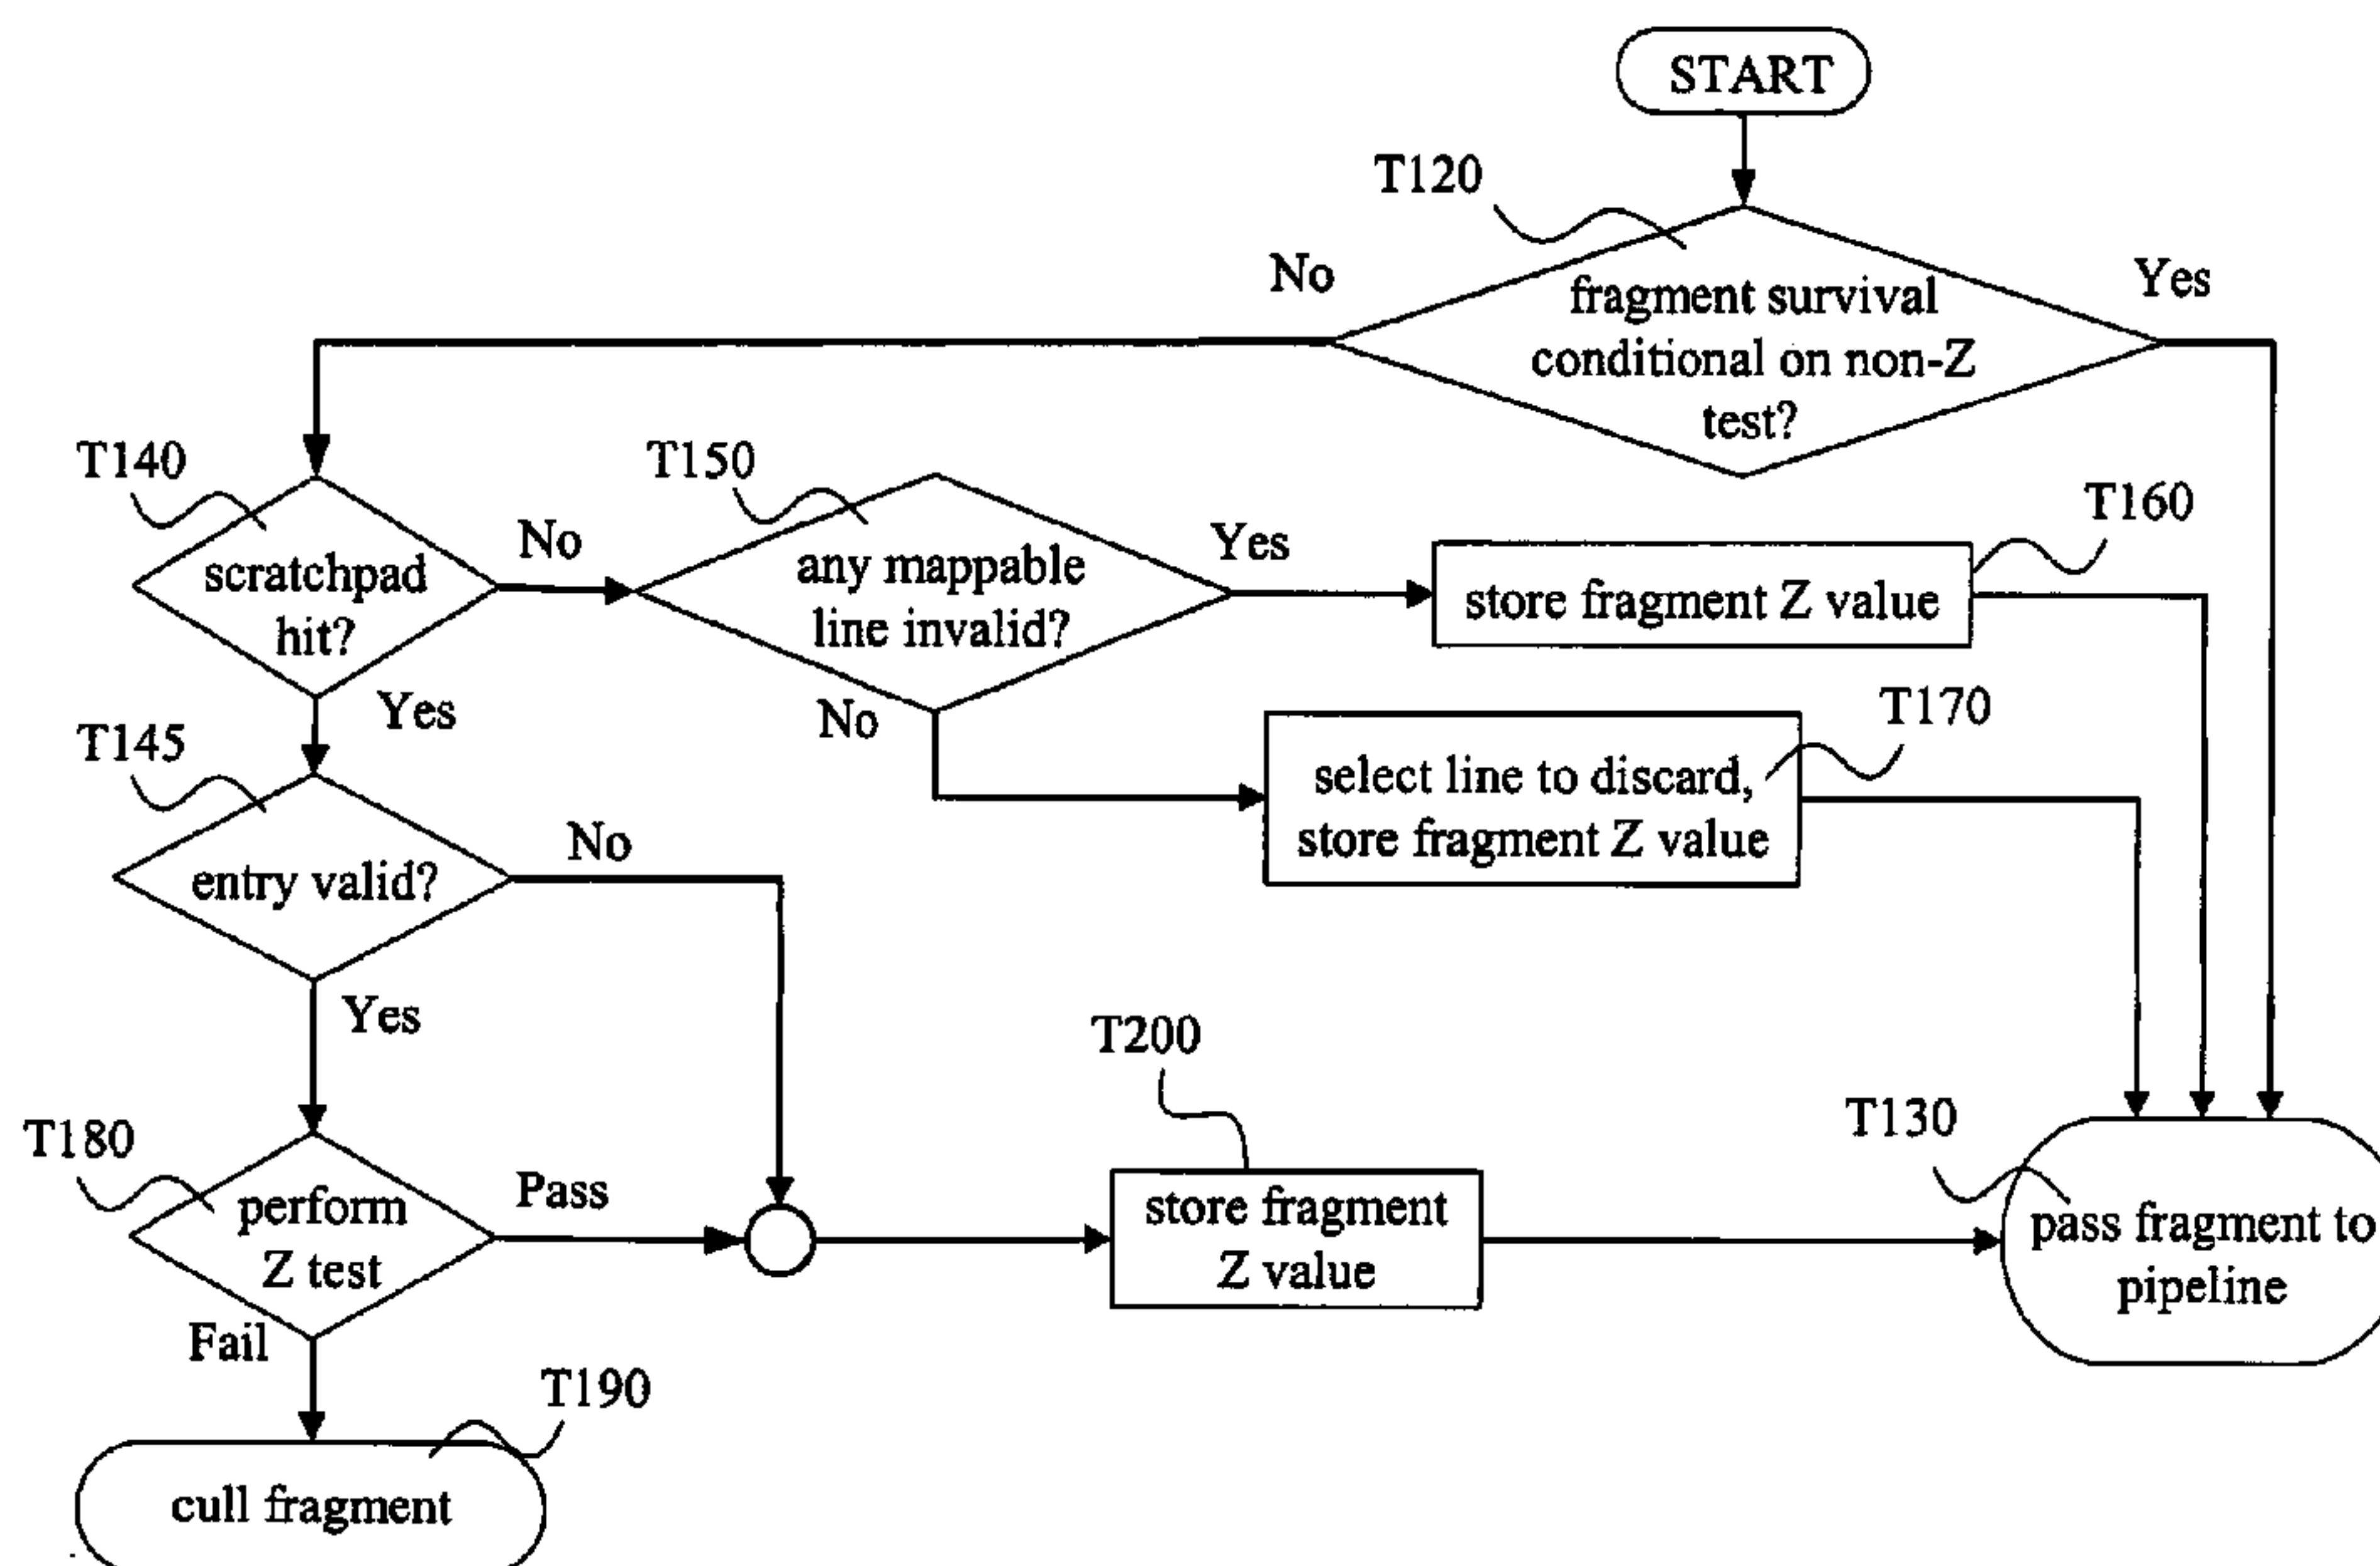 START
T120
No
Yes
fragment survival
conditional on non-Z
test?
T140
T150
T160
scratchpad
hit?
No
any mappable
line invalid?
Yes
store fragment Z value
Yes
No
T170
T145
select line to discard,
store fragment Z value
entry valid?
No
Yes
T200
T130
T180
perform
Z test
Pass
store fragment
Z value
pass fragment to
pipeline
Fail
T190
cull fragment